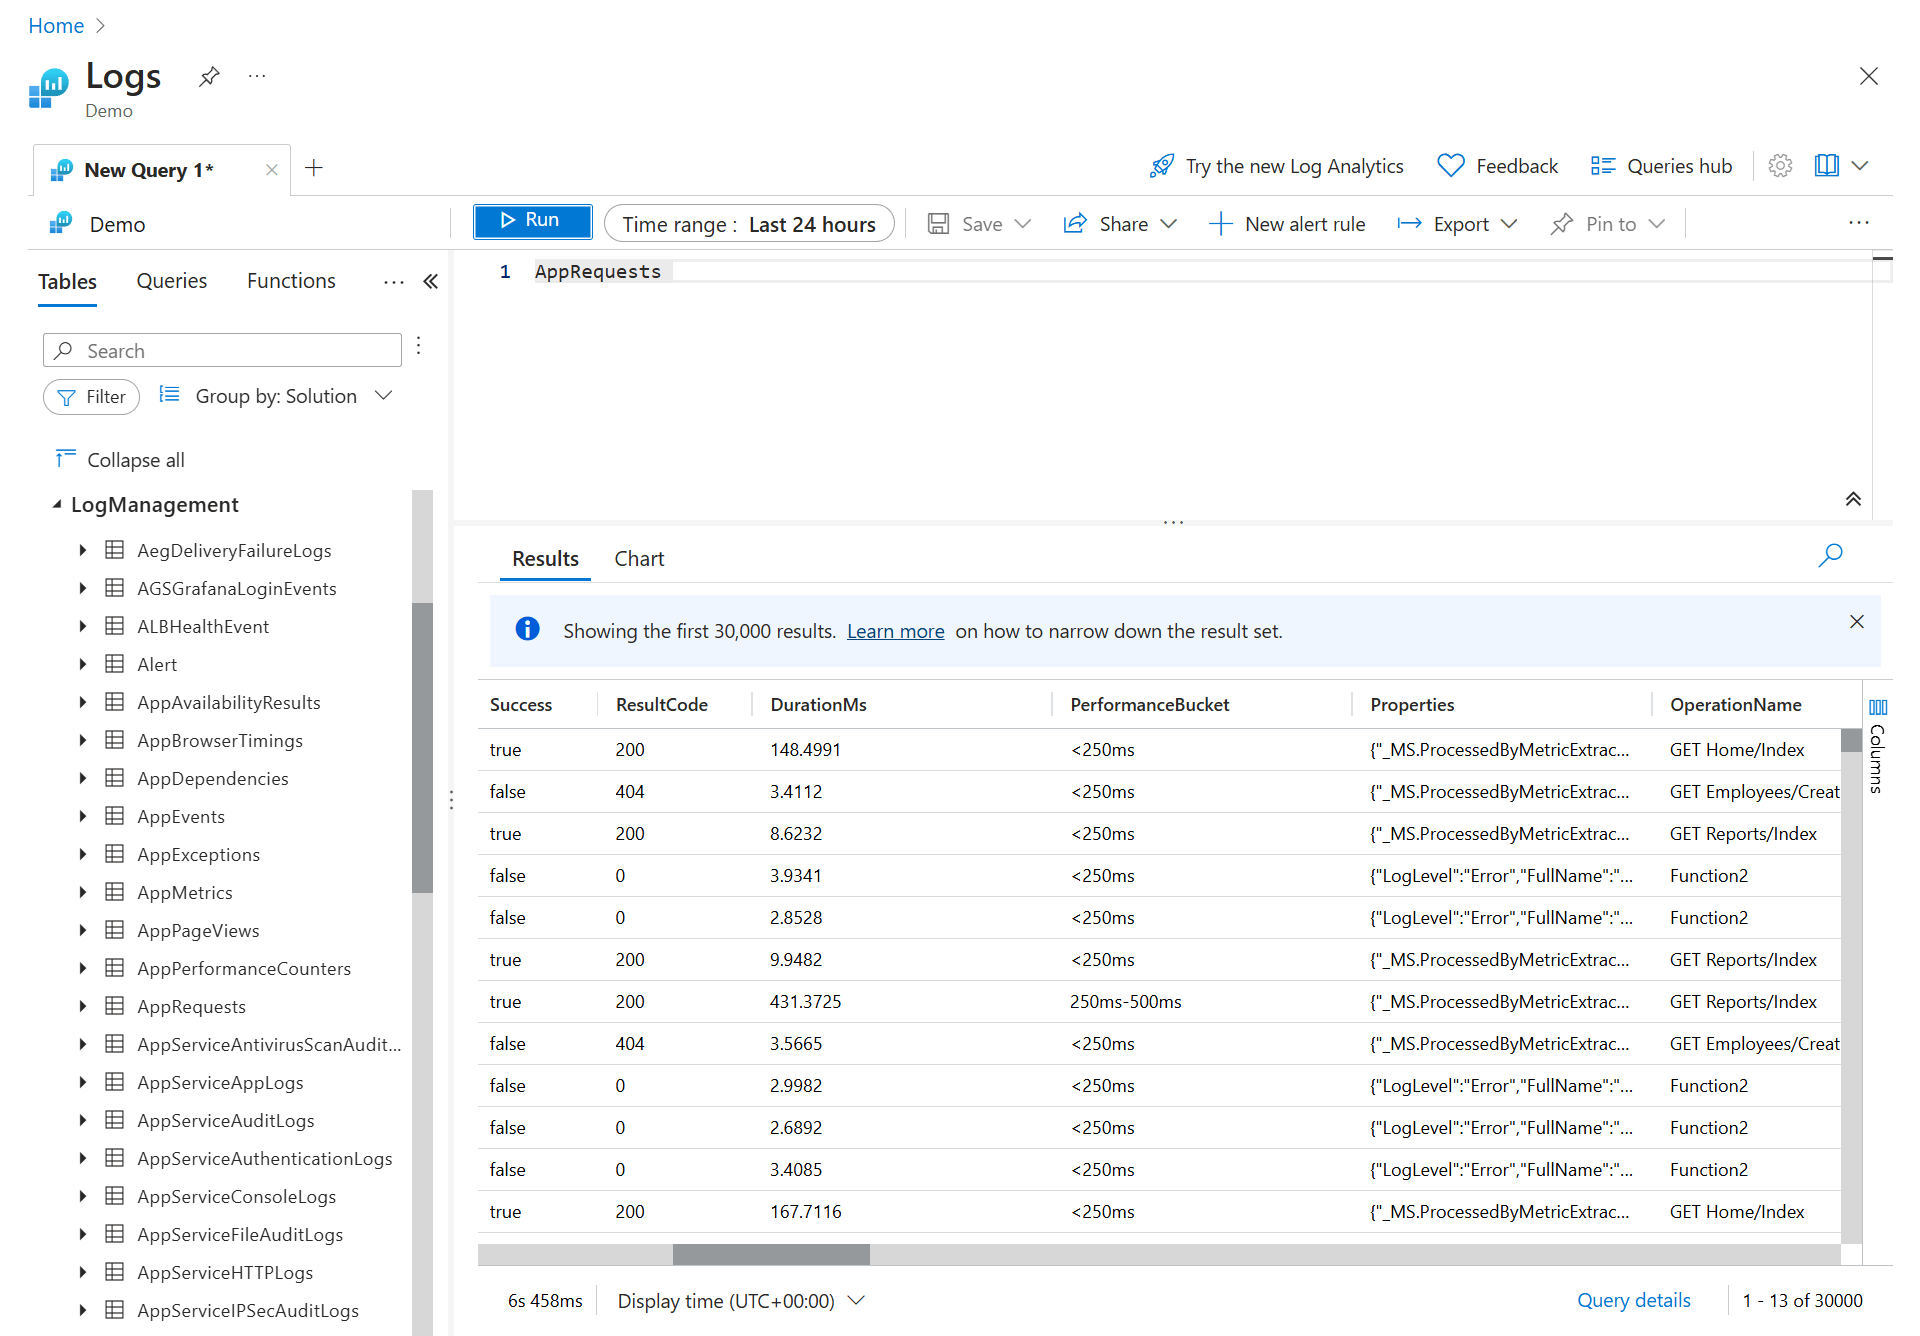 Home
Logs
Demo
New Query 1*
Try the new Log Analytics
Feedback
Queries hub
Demo
Run
Time range : Last 24 hours
Save
Share
New alert rule
Export
Pin to
Tables
Queries
Functions
Search
Filter
Group by: Solution
Collapse all
LogManagement
AegDeliveryFailureLogs
AGSGrafanaLoginEvents
ALBHealthEvent
Alert
AppAvailabilityResults
AppBrowserTimings
AppDependencies
AppEvents
AppExceptions
AppMetrics
AppPageViews
AppPerformanceCounters
AppRequests
AppServiceAntivirusScanAudit...
AppServiceAppLogs
AppServiceAuditLogs
AppServiceAuthenticationLogs
AppServiceConsoleLogs
AppServiceFileAuditLogs
AppServiceHTTPLogs
AppServiceIPSecAuditLogs
1 AppRequests
Results
Chart
Showing the first 30,000 results. Learn more on how to narrow down the result set.
Success ResultCode DurationMs PerformanceBucket Properties OperationName
true 200 148.4991 <250ms {"_MS.ProcessedByMetricExtrac... GET Home/Index
false 404 3.4112 <250ms {"_MS.ProcessedByMetricExtrac... GET Employees/Creat
true 200 8.6232 <250ms {"_MS.ProcessedByMetricExtrac... GET Reports/Index
false 0 3.9341 <250ms {"LogLevel":"Error","FullName":"... Function2
false 0 2.8528 <250ms {"LogLevel":"Error","FullName":"... Function2
true 200 9.9482 <250ms {"_MS.ProcessedByMetricExtrac... GET Reports/Index
true 200 431.3725 250ms-500ms {"_MS.ProcessedByMetricExtrac... GET Reports/Index
false 404 3.5665 <250ms {"_MS.ProcessedByMetricExtrac... GET Employees/Creat
false 0 2.9982 <250ms {"LogLevel":"Error","FullName":"... Function2
false 0 2.6892 <250ms {"LogLevel":"Error","FullName":"... Function2
false 0 3.4085 <250ms {"LogLevel":"Error","FullName":"... Function2
true 200 167.7116 <250ms {"_MS.ProcessedByMetricExtrac... GET Home/Index
Columns
6s 458ms
Display time (UTC+00:00)
Query details
1 - 13 of 30000